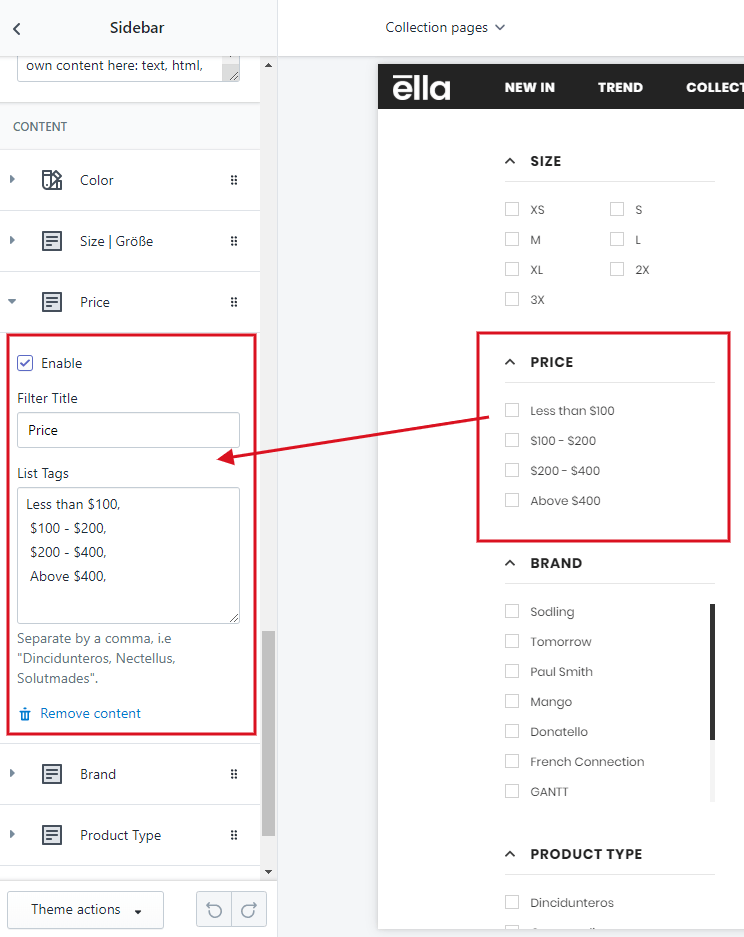 Sidebar
own content here: text, html,
CONTENT
Color
Size | Größe
Price
Enable
Filter Title
Price
List Tags
Less than $100,
$100 - $200,
$200 - $400,
Above $400,
Separate by a comma, i.e
"Dincidunteros, Nectellus,
Solutmades".
Remove content
Brand
Product Type
Theme actions
Collection pages
ella
NEW IN TREND COLLECT
SIZE
XS S
M L
XL 2X
3X
PRICE
Less than $100
$100 - $200
$200 - $400
Above $400
BRAND
Sodling
Tomorrow
Paul Smith
Mango
Donatello
French Connection
GANTT
PRODUCT TYPE
Dincidunteros